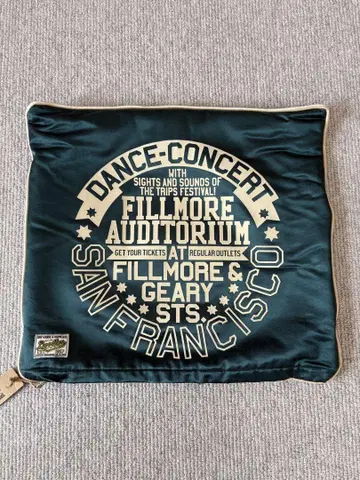 DANCE-CONCERT
WITH
SIGHTS AND SOUNDS OF
THE TRIPS FESTIVAL!
FILLMORE
AUDITORIUM
GET YOUR TICKETS AT REGULAR OUTLETS
FILLMORE &
GEARY
STS.
SAN FRANCISCO